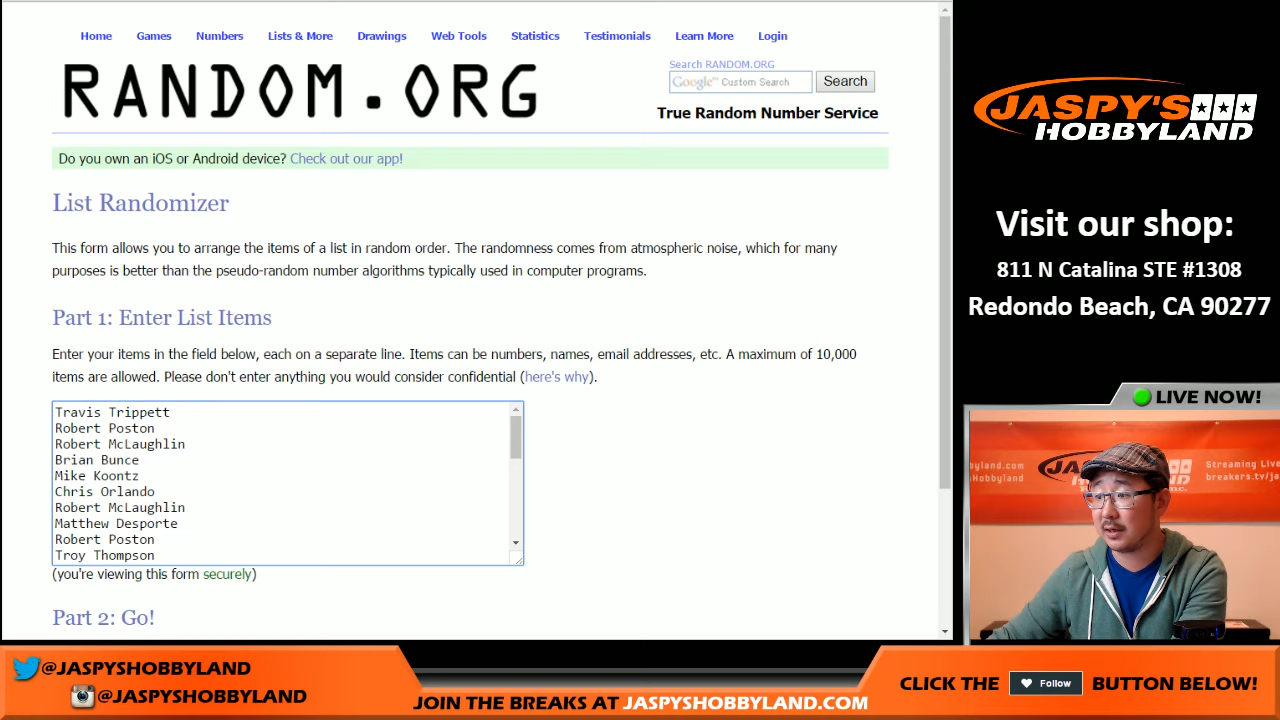 Home Games Numbers Lists & More Drawings Web Tools Statistics Testimonials Learn More Login
RANDOM.ORG
Search RANDOM.ORG
Google™ Custom Search
Search
True Random Number Service
Do you own an iOS or Android device? Check out our app!
List Randomizer
This form allows you to arrange the items of a list in random order. The randomness comes from atmospheric noise, which for many
purposes is better than the pseudo-random number algorithms typically used in computer programs.
Part 1: Enter List Items
Enter your items in the field below, each on a separate line. Items can be numbers, names, email addresses, etc. A maximum of 10,000
items are allowed. Please don't enter anything you would consider confidential (here's why).
Travis Trippett
Robert Poston
Robert McLaughlin
Brian Bunce
Mike Koontz
Chris Orlando
Robert McLaughlin
Matthew Desporte
Robert Poston
Troy Thompson
(you're viewing this form securely)
Part 2: Go!
JASPY'S
HOBBYLAND
Visit our shop:
811 N Catalina STE #1308
Redondo Beach, CA 90277
LIVE NOW!
Streaming Live
breakers.tv/ja
@JASPYSHOBBYLAND
@JASPYSHOBBYLAND
JOIN THE BREAKS AT JASPYSHOBBYLAND.COM
CLICK THE Follow BUTTON BELOW!